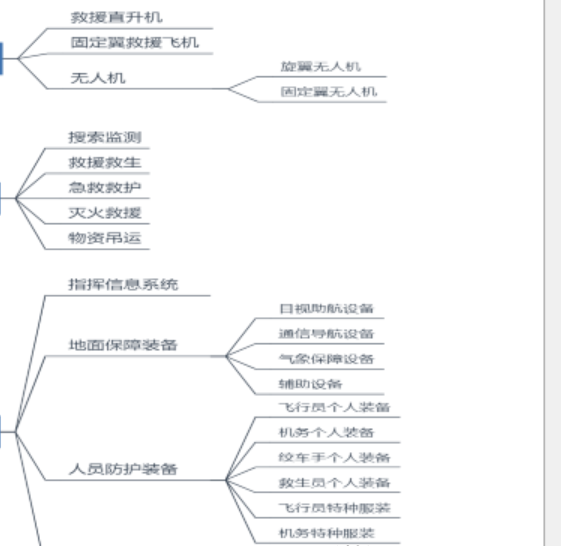 救援直升机
固定翼救援飞机
无人机
旋翼无人机
固定翼无人机
搜索监测
救援救生
急救救护
灭火救援
物资吊运
指挥信息系统
地面保障装备
目视助航设备
通信导航设备
气象保障设备
辅助设备
人员防护装备
飞行员个人装备
机务个人装备
绞车手个人装备
救生员个人装备
飞行员特种服装
机务特种服装